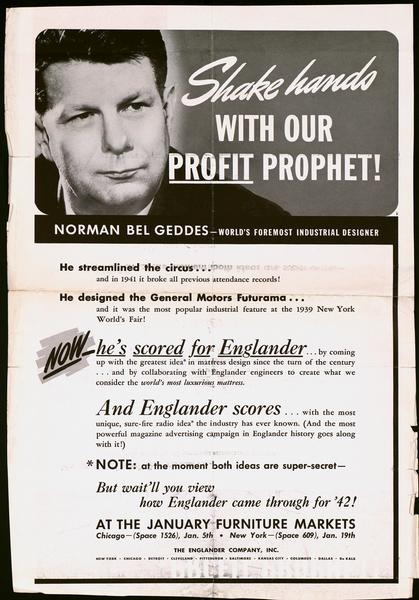 Shake hands
WITH OUR
PROFIT PROPHET!
NORMAN BEL GEDDES—WORLD'S FOREMOST INDUSTRIAL DESIGNER
He streamlined the circus...
and in 1941 it broke all previous attendance records!
He designed the General Motors Futurama...
and it was the most popular industrial feature at the 1939 New York
World's Fair!
NOW he's scored for Englander... by coming
up with the greatest idea* in mattress design since the turn of the century
... and by collaborating with Englander engineers to create what we
consider the world's most luxurious mattress.
And Englander scores ... with the most
unique, sure-fire radio idea* the industry has ever known. (And the most
powerful magazine advertising campaign in Englander history goes along
with it!)
*NOTE: at the moment both ideas are super-secret—
But wait'll you view
how Englander came through for '42!
AT THE JANUARY FURNITURE MARKETS
Chicago—(Space 1526), Jan. 5th • New York—(Space 609), Jan. 19th
THE ENGLANDER COMPANY, INC.
NEW YORK • CHICAGO • DETROIT • CLEVELAND • PITTSBURGH • BALTIMORE • KANSAS CITY • COLUMBUS • DALLAS • De KALB